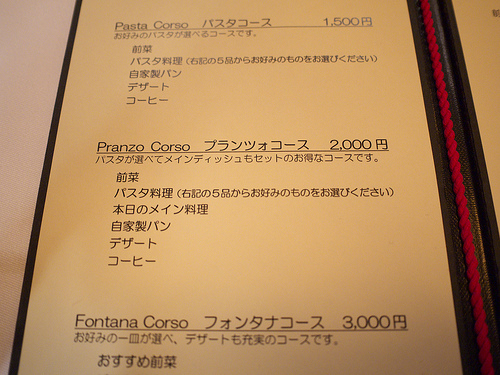 Pasta Corso パスタコース 1,500円
お好みのパスタが選べるコースです。
前菜
パスタ料理（右記の5品からお好みのものをお選びください）
自家製パン
デザート
コーヒー
Pranzo Corso プランツォコース 2,000円
パスタが選べてメインディッシュもセットのお得なコースです。
前菜
パスタ料理（右記の5品からお好みのものをお選びください）
本日のメイン料理
自家製パン
デザート
コーヒー
Fontana Corso フォンタナコース 3,000円
お好みの一皿が選べ、デザートも充実のコースです。
おすすめ前菜